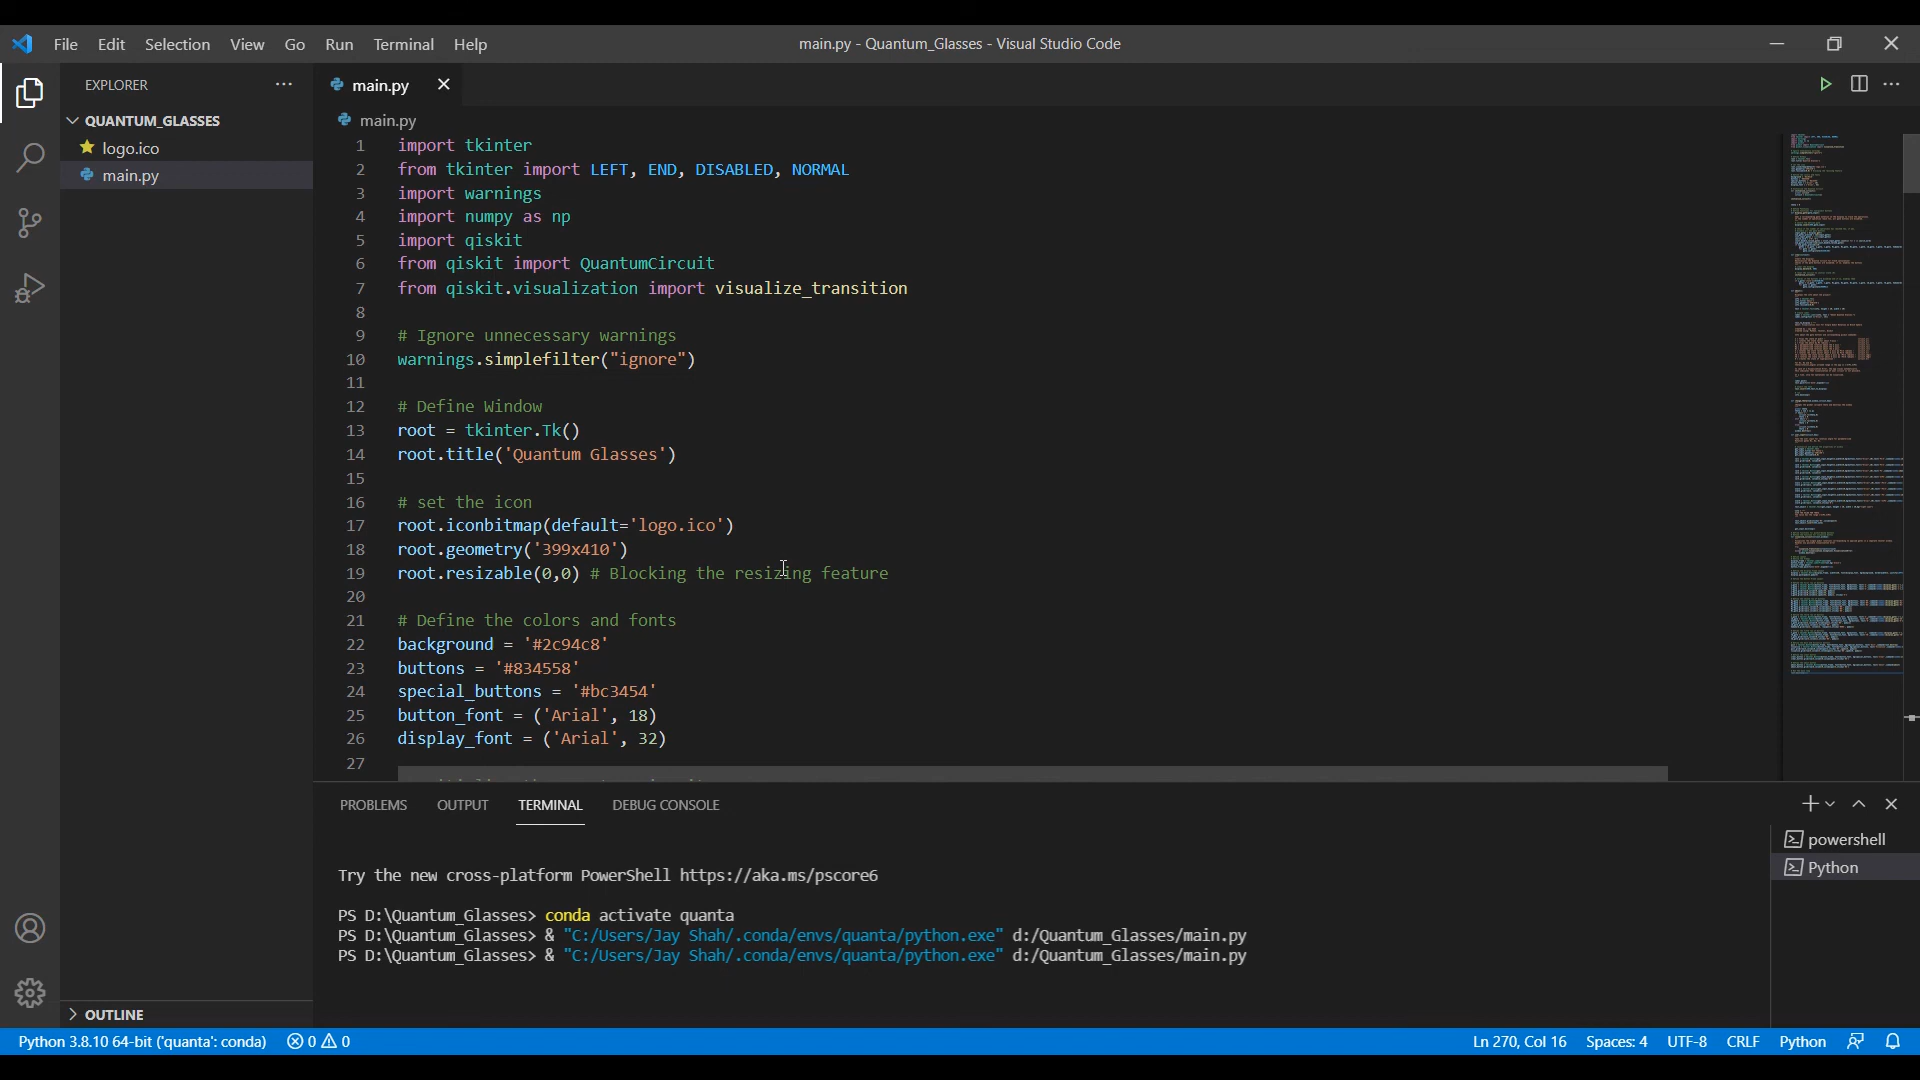 File Edit Selection View Go Run Terminal Help
main.py - Quantum_Glasses - Visual Studio Code
EXPLORER
QUANTUM_GLASSES
logo.ico
main.py
main.py
main.py
1 import tkinter
2 from tkinter import LEFT, END, DISABLED, NORMAL
3 import warnings
4 import numpy as np
5 import qiskit
6 from qiskit import QuantumCircuit
7 from qiskit.visualization import visualize_transition
8
9 # Ignore unnecessary warnings
10 warnings.simplefilter("ignore")
11
12 # Define Window
13 root = tkinter.Tk()
14 root.title('Quantum Glasses')
15
16 # set the icon
17 root.iconbitmap(default='logo.ico')
18 root.geometry('399x410')
19 root.resizable(0,0) # Blocking the resizing feature
20
21 # Define the colors and fonts
22 background = '#2c94c8'
23 buttons = '#834558'
24 special_buttons = '#bc3454'
25 button_font = ('Arial', 18)
26 display_font = ('Arial', 32)
27
PROBLEMS OUTPUT TERMINAL DEBUG CONSOLE
powershell
Python
Try the new cross-platform PowerShell https://aka.ms/pscore6
PS D:\Quantum_Glasses> conda activate quanta
PS D:\Quantum_Glasses> & "C:/Users/Jay Shah/.conda/envs/quanta/python.exe" d:/Quantum_Glasses/main.py
PS D:\Quantum_Glasses> & "C:/Users/Jay Shah/.conda/envs/quanta/python.exe" d:/Quantum_Glasses/main.py
OUTLINE
Python 3.8.10 64-bit ('quanta': conda) 0 0 Ln 270, Col 16 Spaces: 4 UTF-8 CRLF Python